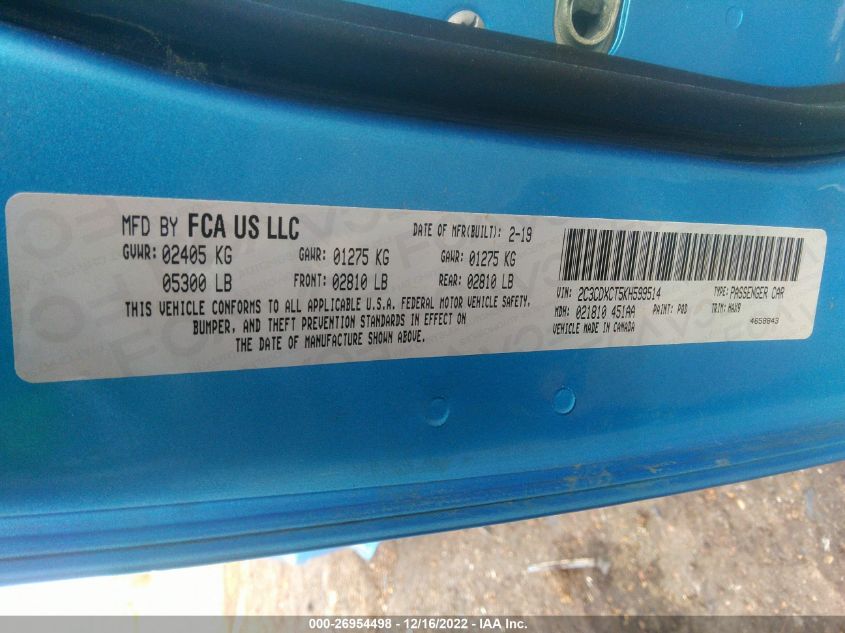 MFD BY FCA US LLC
DATE OF MFR(BUILT): 2-19
GVWR: 02405 KG GAWR: 01275 KG GAWR: 01275 KG
05300 LB FRONT: 02810 LB REAR: 02810 LB
THIS VEHICLE CONFORMS TO ALL APPLICABLE U.S.A. FEDERAL MOTOR VEHICLE SAFETY,
BUMPER, AND THEFT PREVENTION STANDARDS IN EFFECT ON
THE DATE OF MANUFACTURE SHOWN ABOVE.
VIN: 2C3CDXCT5KH599514 TYPE: PASSENGER CAR
MDH: 021810 451AA PAINT: PQD TRIM: HAX9
VEHICLE MADE IN CANADA 4659943
000-26954498 - 12/16/2022 - IAA Inc.